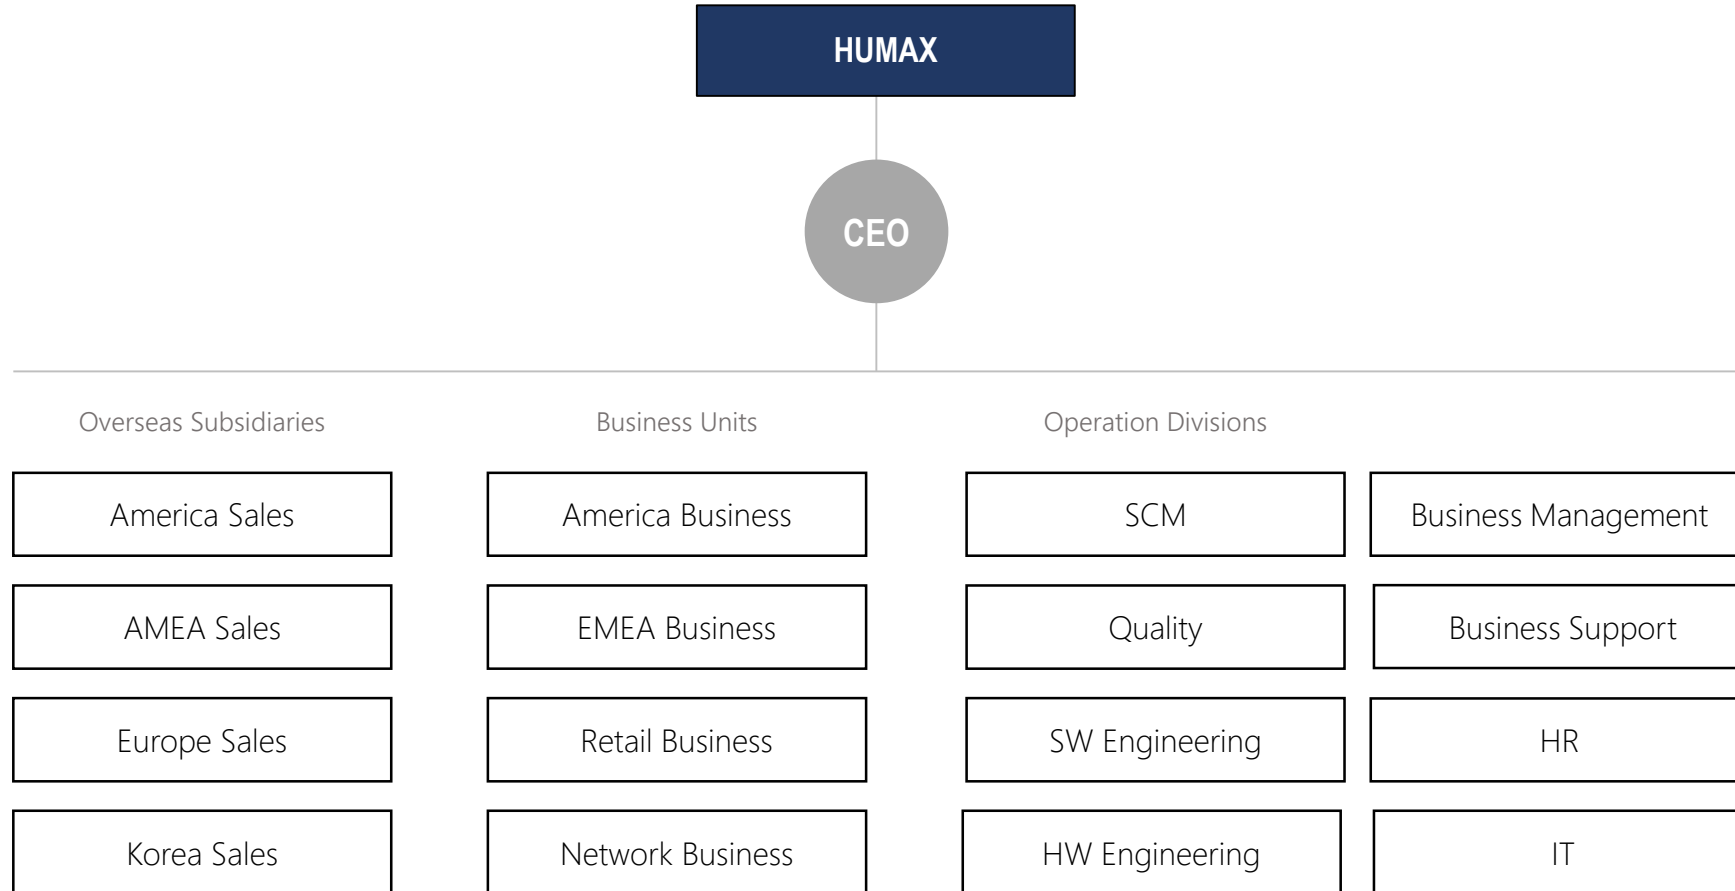 HUMAX
CEO
Overseas Subsidiaries
Business Units
Operation Divisions
America Sales
America Business
SCM
Business Management
AMEA Sales
EMEA Business
Quality
Business Support
Europe Sales
Retail Business
SW Engineering
HR
Korea Sales
Network Business
HW Engineering
IT